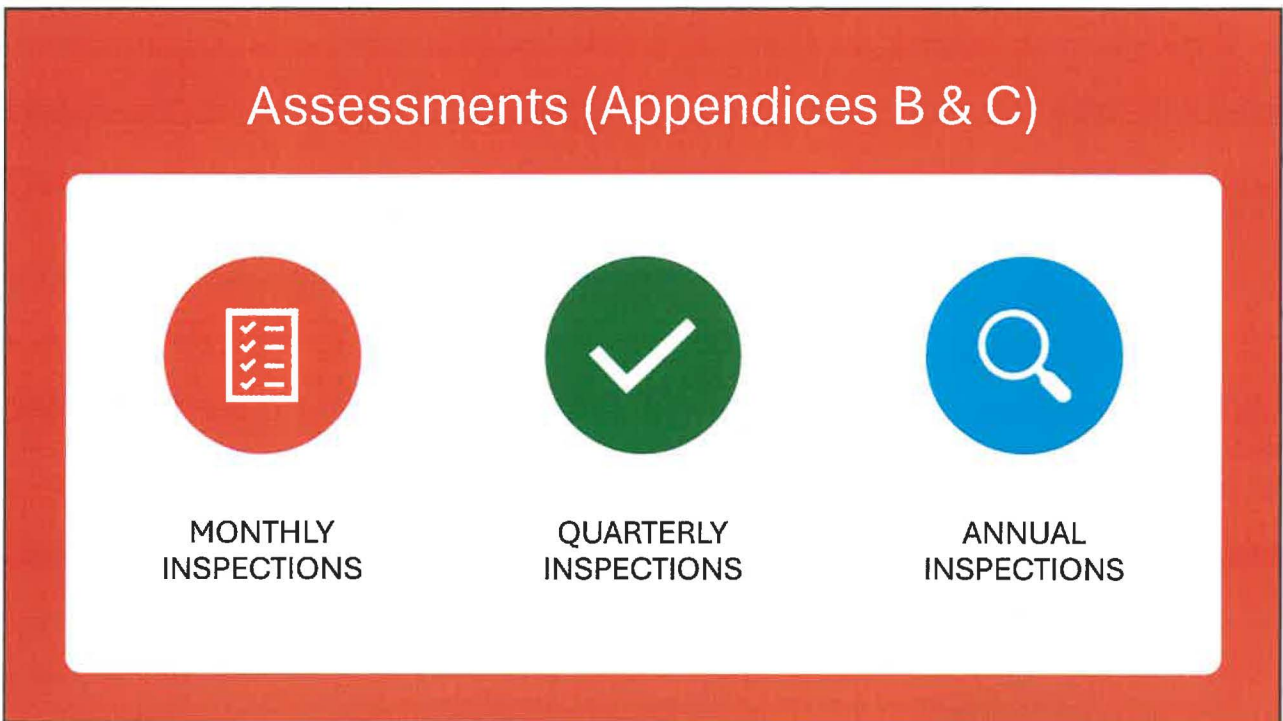 Assessments (Appendices B & C)
MONTHLY
INSPECTIONS
QUARTERLY
INSPECTIONS
ANNUAL
INSPECTIONS